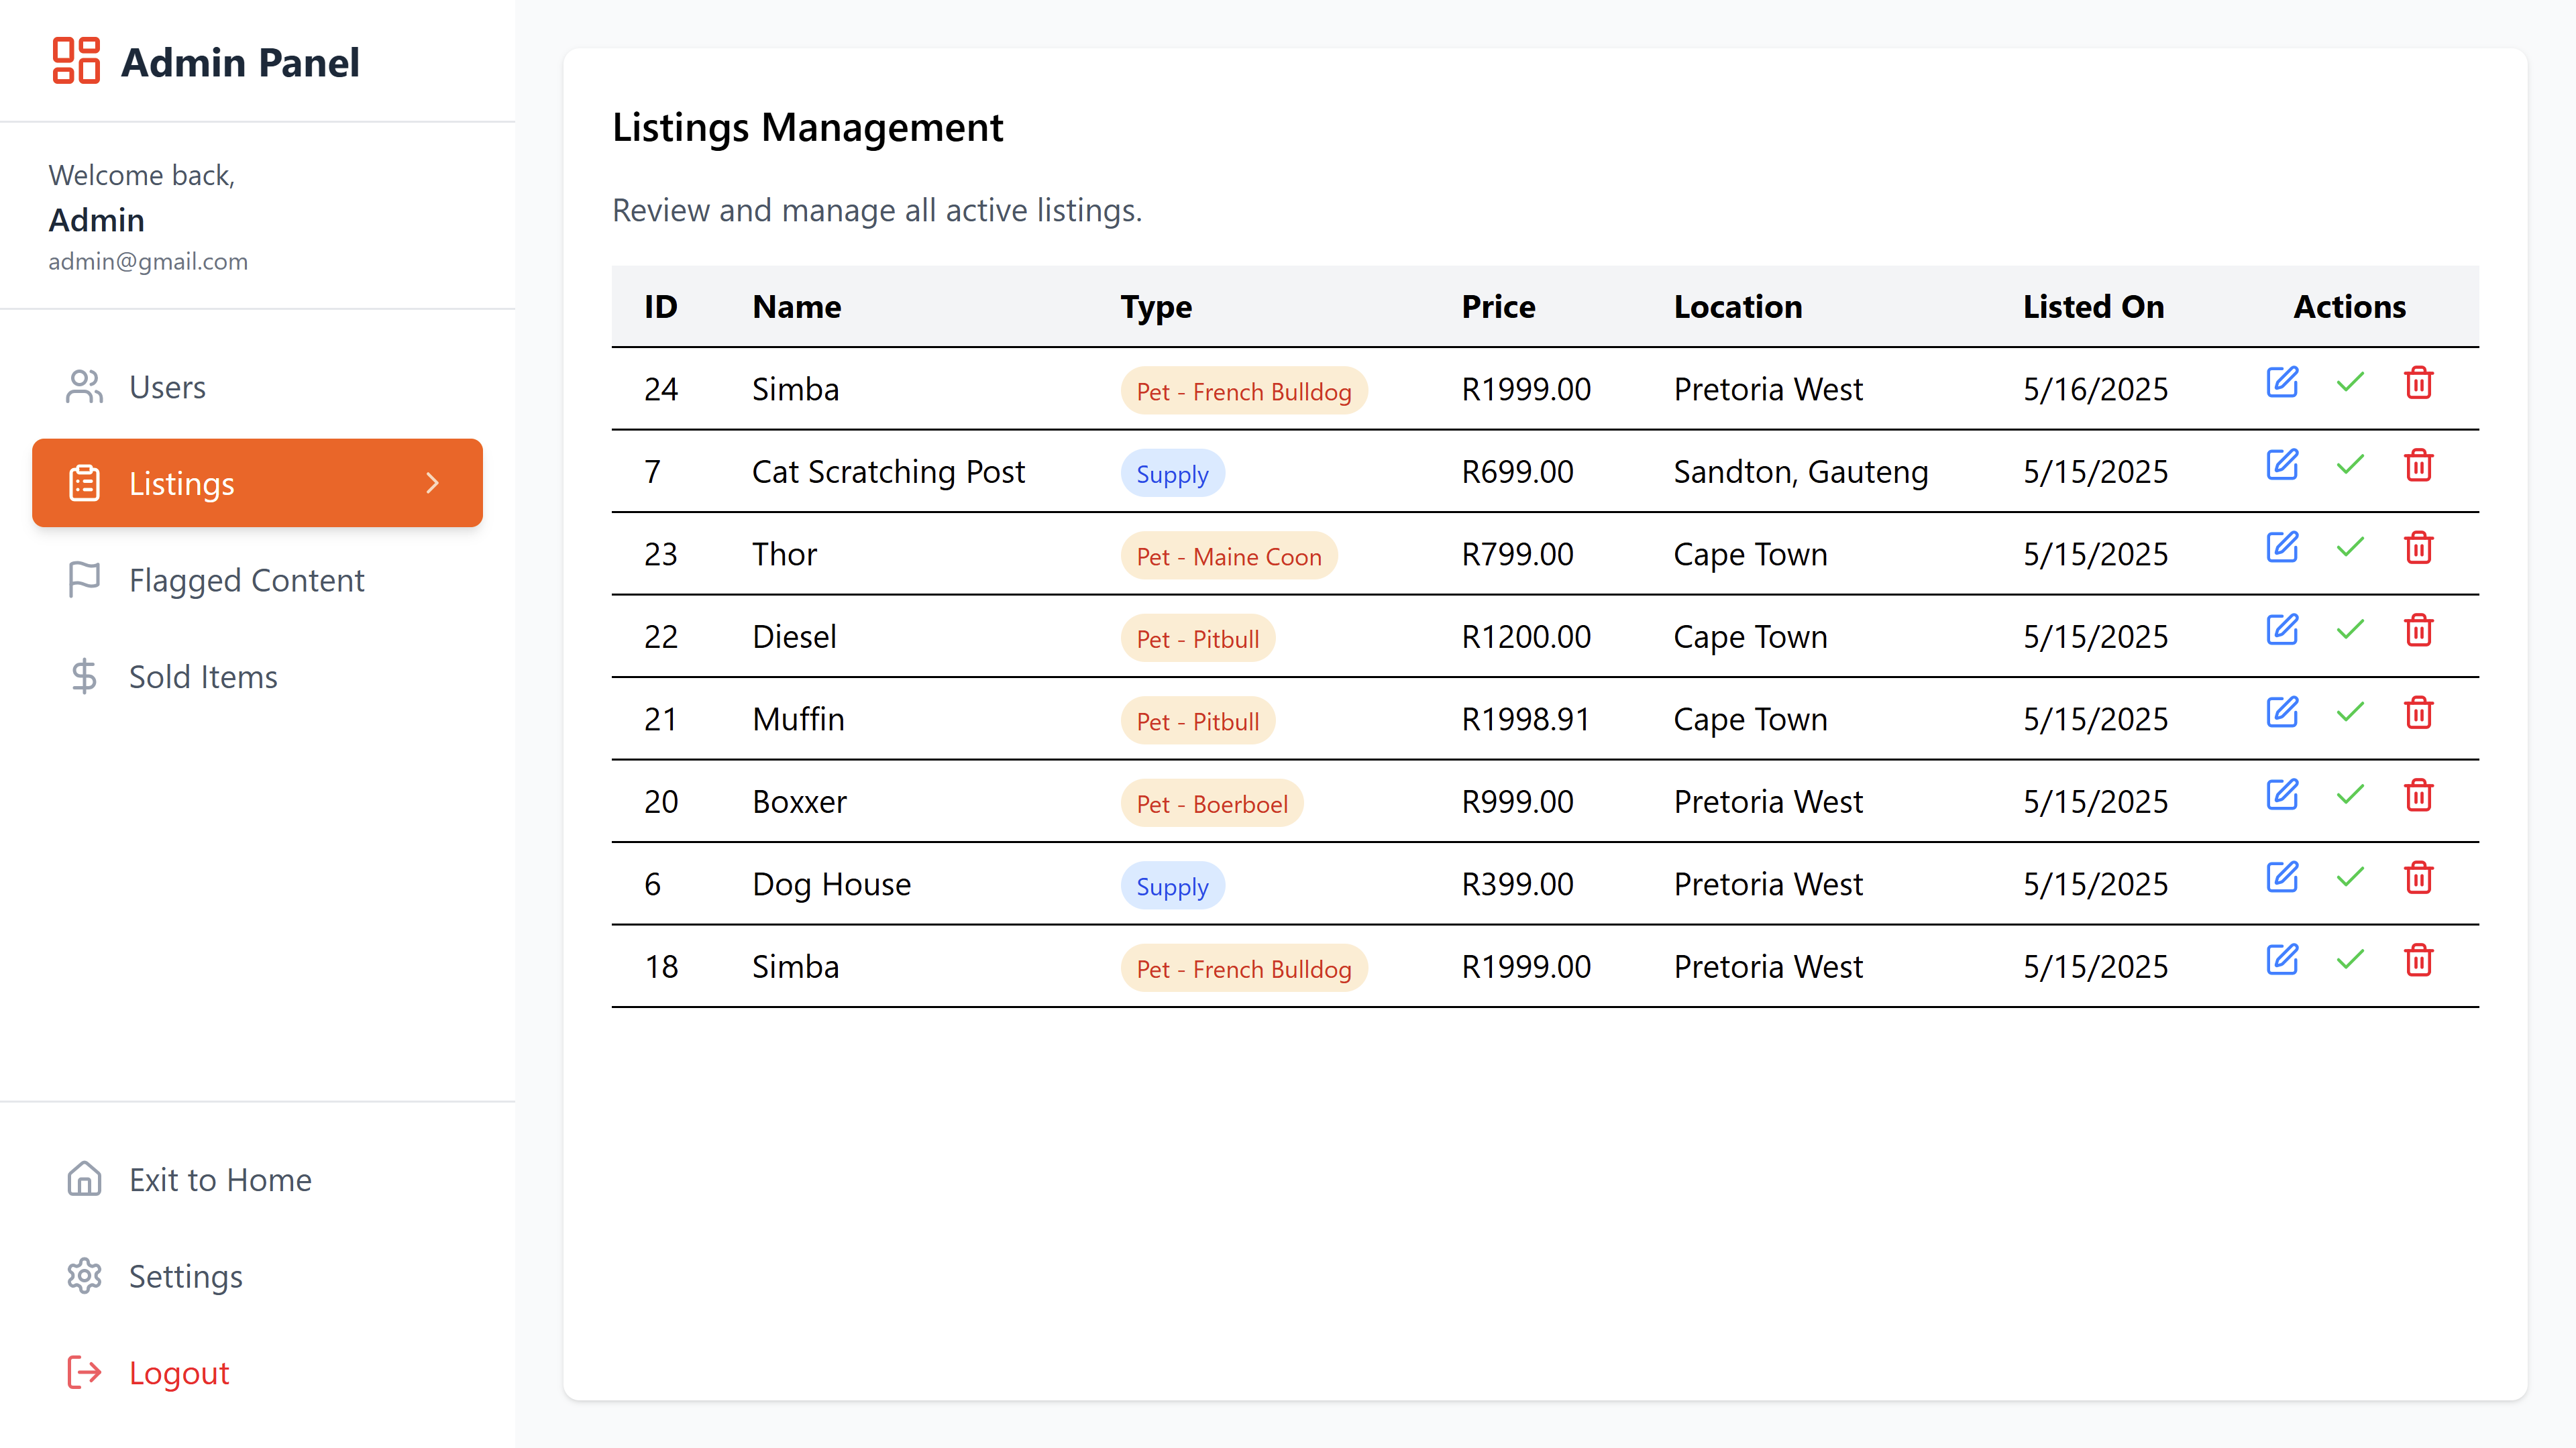 Admin Panel
Welcome back,
Admin
admin@gmail.com
Users
Listings
Flagged Content
Sold Items
Exit to Home
Settings
Logout
Listings Management
Review and manage all active listings.
ID Name Type Price Location Listed On Actions
24 Simba Pet - French Bulldog R1999.00 Pretoria West 5/16/2025
7 Cat Scratching Post Supply R699.00 Sandton, Gauteng 5/15/2025
23 Thor Pet - Maine Coon R799.00 Cape Town 5/15/2025
22 Diesel Pet - Pitbull R1200.00 Cape Town 5/15/2025
21 Muffin Pet - Pitbull R1998.91 Cape Town 5/15/2025
20 Boxxer Pet - Boerboel R999.00 Pretoria West 5/15/2025
6 Dog House Supply R399.00 Pretoria West 5/15/2025
18 Simba Pet - French Bulldog R1999.00 Pretoria West 5/15/2025